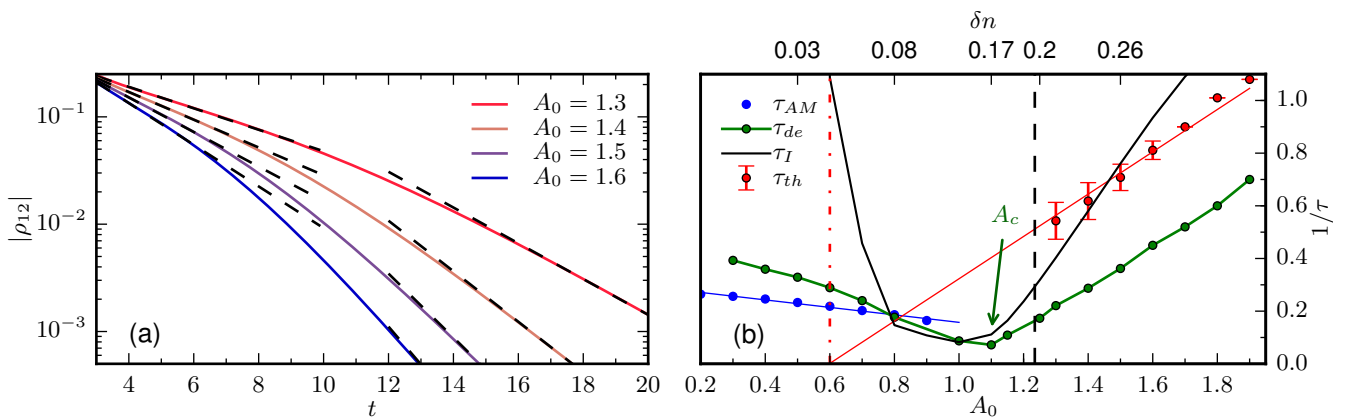 10⁻¹
10⁻²
10⁻³
|ρ₁₂|
A₀ = 1.3
A₀ = 1.4
A₀ = 1.5
A₀ = 1.6
(a)
4 6 8 10 12 14 16 18 20
t
δn
0.03 0.08 0.17 0.2 0.26
τ_AM
τ_de
τ_I
τ_th
A_c
(b)
1.0
0.8
0.6
0.4
0.2
0.0
1/τ
0.2 0.4 0.6 0.8 1.0 1.2 1.4 1.6 1.8
A₀